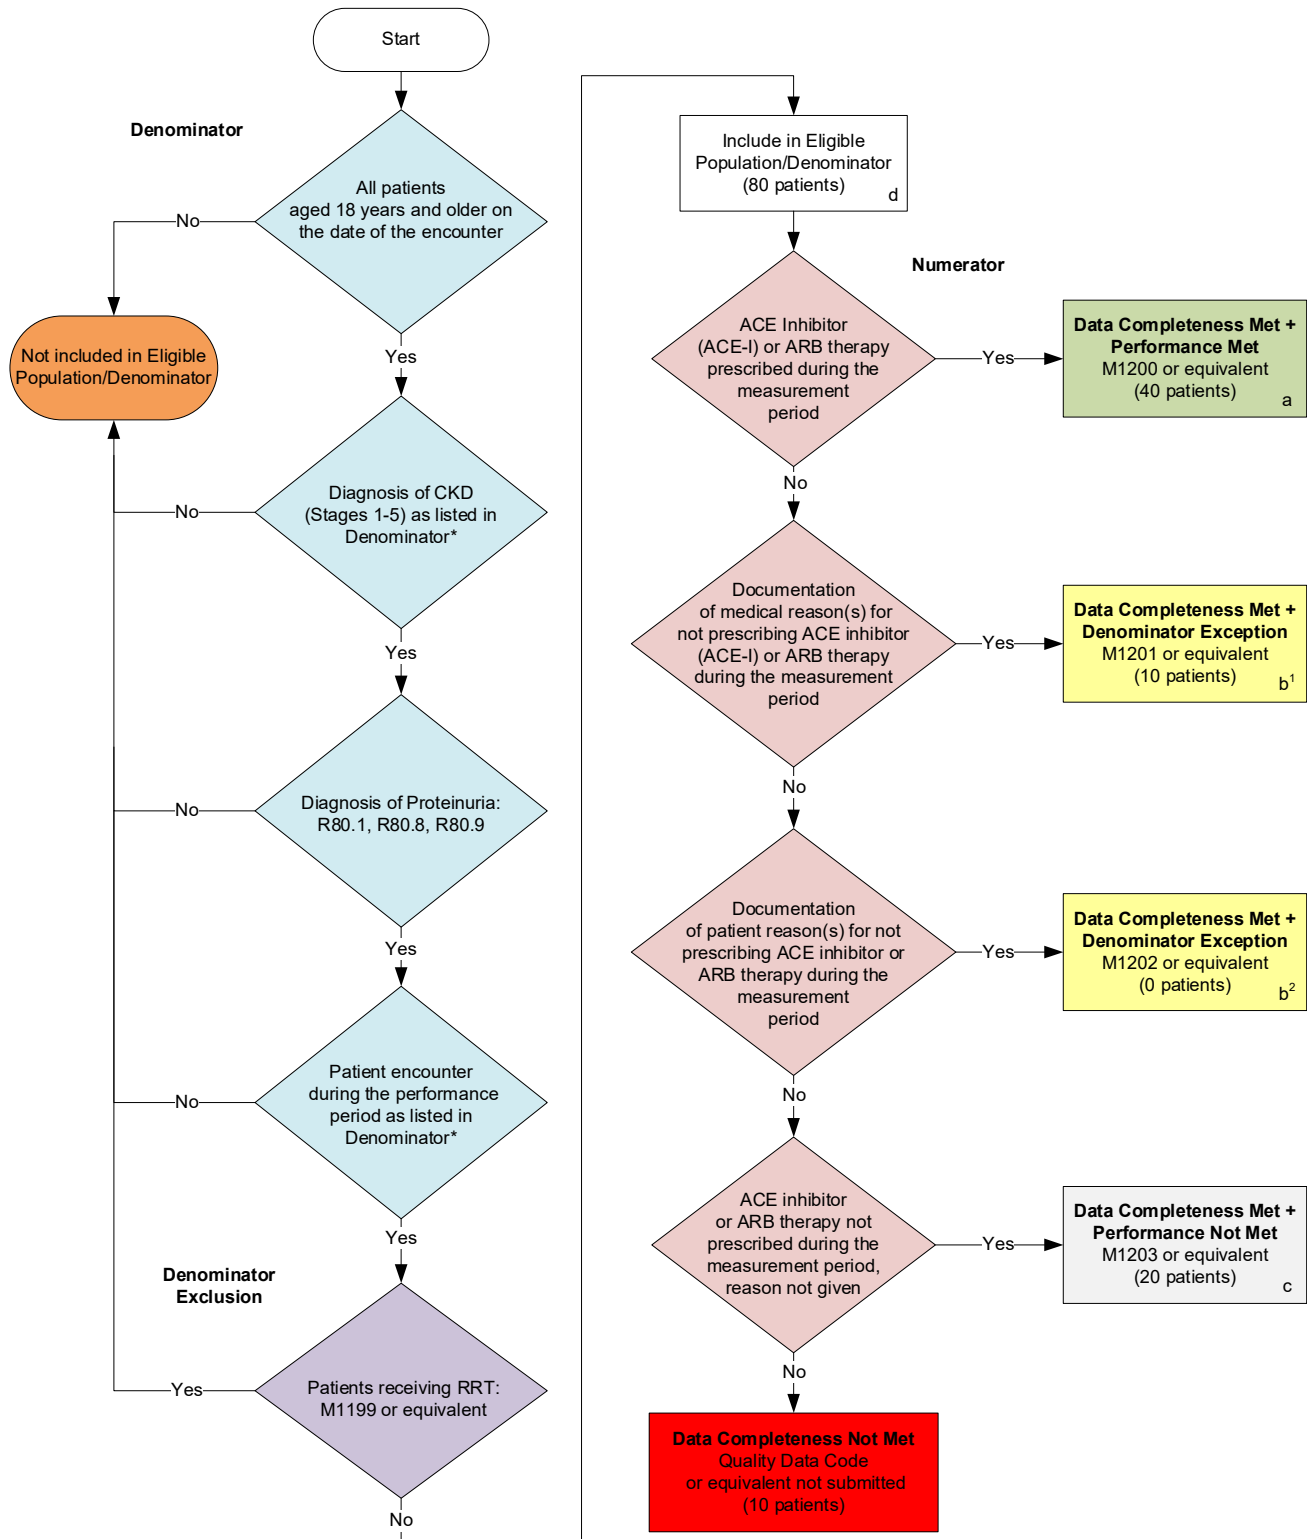 Start
Denominator
All patients
aged 18 years and older on
the date of the encounter
No
Yes
Not included in Eligible
Population/Denominator
Diagnosis of CKD
(Stages 1-5) as listed in
Denominator*
No
Yes
Diagnosis of Proteinuria:
R80.1, R80.8, R80.9
No
Yes
Patient encounter
during the performance
period as listed in
Denominator*
No
Yes
Denominator
Exclusion
Patients receiving RRT:
M1199 or equivalent
Yes
No
Include in Eligible
Population/Denominator
(80 patients)
d
Numerator
ACE Inhibitor
(ACE-I) or ARB therapy
prescribed during the
measurement
period
Yes
Data Completeness Met +
Performance Met
M1200 or equivalent
(40 patients)
a
No
Documentation
of medical reason(s) for
not prescribing ACE inhibitor
(ACE-I) or ARB therapy
during the measurement
period
Yes
Data Completeness Met +
Denominator Exception
M1201 or equivalent
(10 patients)
b¹
No
Documentation
of patient reason(s) for not
prescribing ACE inhibitor or
ARB therapy during the
measurement
period
Yes
Data Completeness Met +
Denominator Exception
M1202 or equivalent
(0 patients)
b²
No
ACE inhibitor
or ARB therapy not
prescribed during the
measurement period,
reason not given
Yes
Data Completeness Met +
Performance Not Met
M1203 or equivalent
(20 patients)
c
No
Data Completeness Not Met
Quality Data Code
or equivalent not submitted
(10 patients)